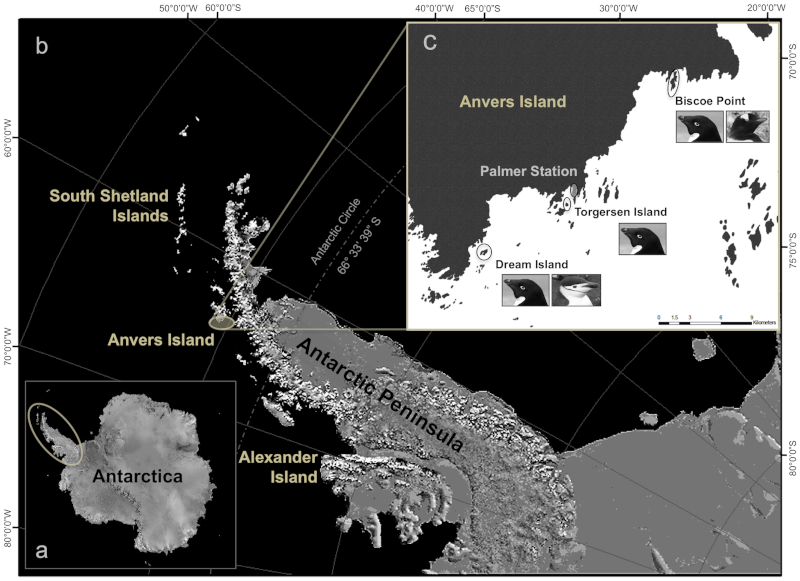 50°0'0"W
60°0'0"S
40°0'0"W
65°0'0"S
30°0'0"W
20°0'0"W
b
c
70°0'0"S
60°0'0"W
Anvers Island
Biscoe Point
South Shetland
Islands
Palmer Station
Antarctic Circle
66° 33' 39" S
Torgersen Island
75°0'0"S
Dream Island
0 1.5 3 6 9
Kilometers
Anvers Island
70°0'0"W
Antarctic Peninsula
Alexander
Island
80°0'0"S
Antarctica
80°0'0"W
a